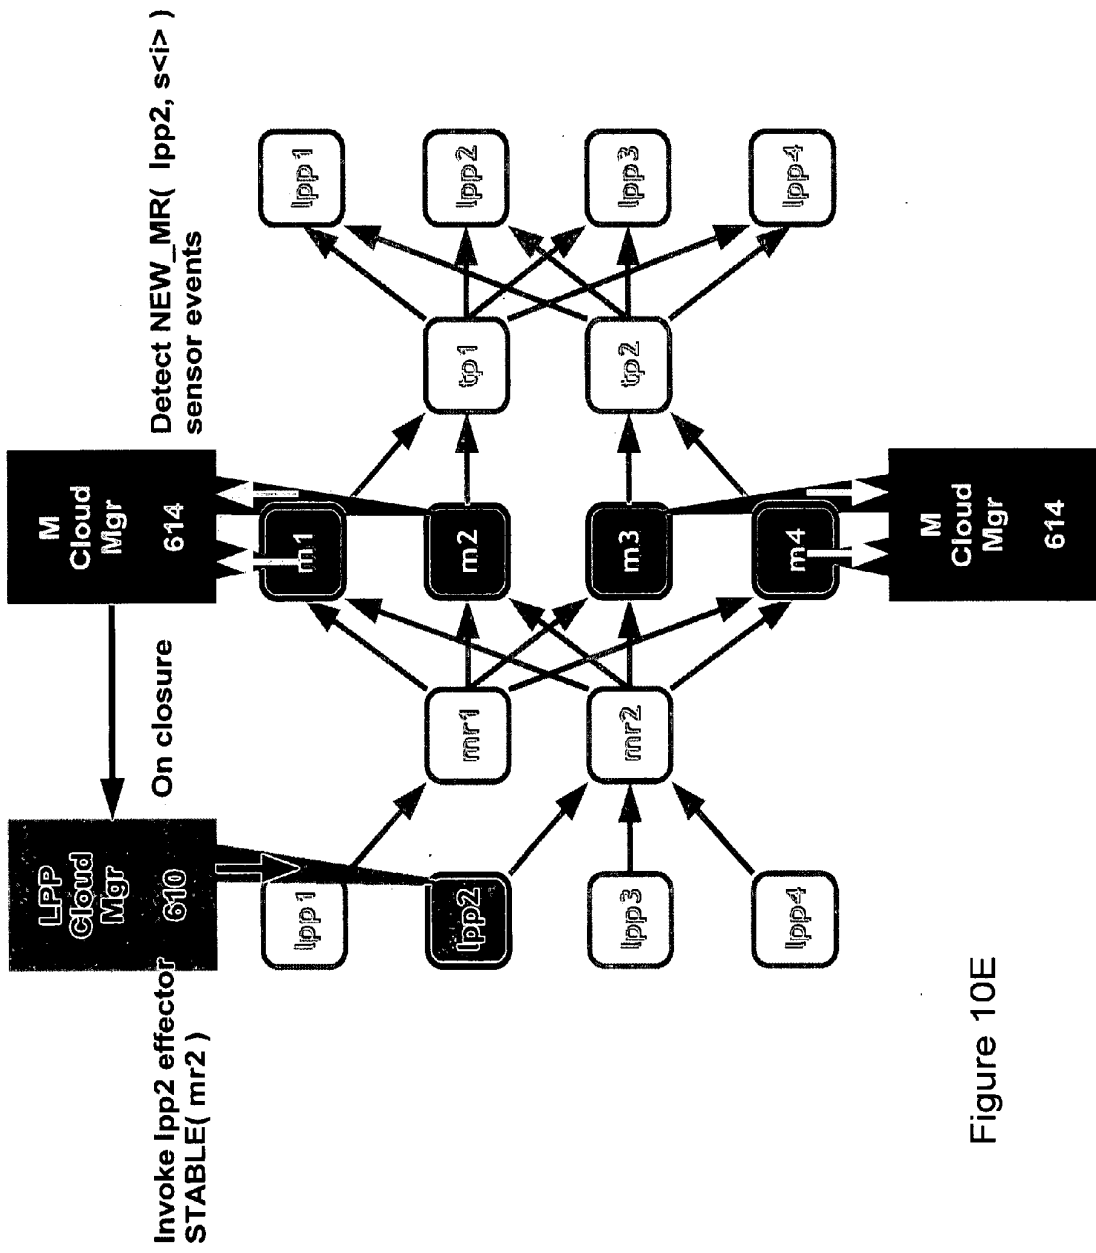 LPP
Cloud
Mgr
610
M
Cloud
Mgr
614
Invoke lpp2 effector
STABLE( mr2 )
On closure
Detect NEW_MR( lpp2, s<i> )
sensor events
lpp1
m1
lpp1
lpp2
mr1
m2
tp1
lpp2
lpp3
mr2
m3
tp2
lpp3
lpp4
m4
lpp4
M
Cloud
Mgr
614
Figure 10E